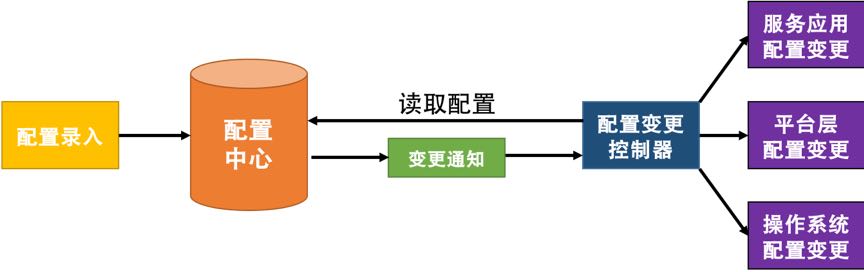 配置录入
配置
中心
读取配置
变更通知
配置变更
控制器
服务应用
配置变更
平台层
配置变更
操作系统
配置变更